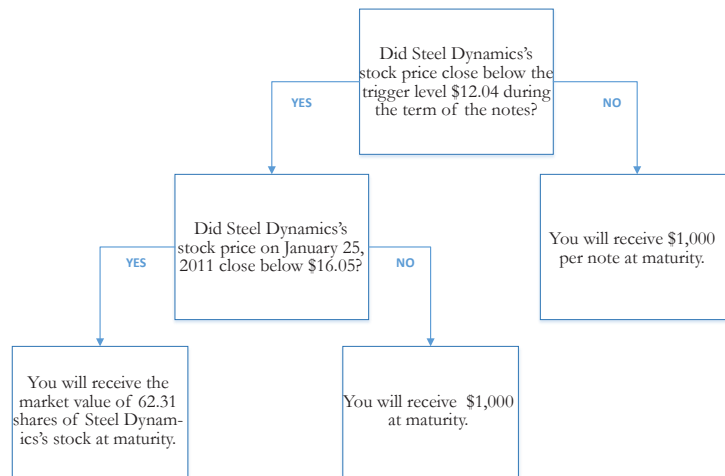 Did Steel Dynamics's
stock price close below the
trigger level $12.04 during
the term of the notes?
YES
NO
Did Steel Dynamics's
stock price on January 25,
2011 close below $16.05?
You will receive $1,000
per note at maturity.
YES
NO
You will receive the
market value of 62.31
shares of Steel Dynam-
ics's stock at maturity.
You will receive $1,000
at maturity.